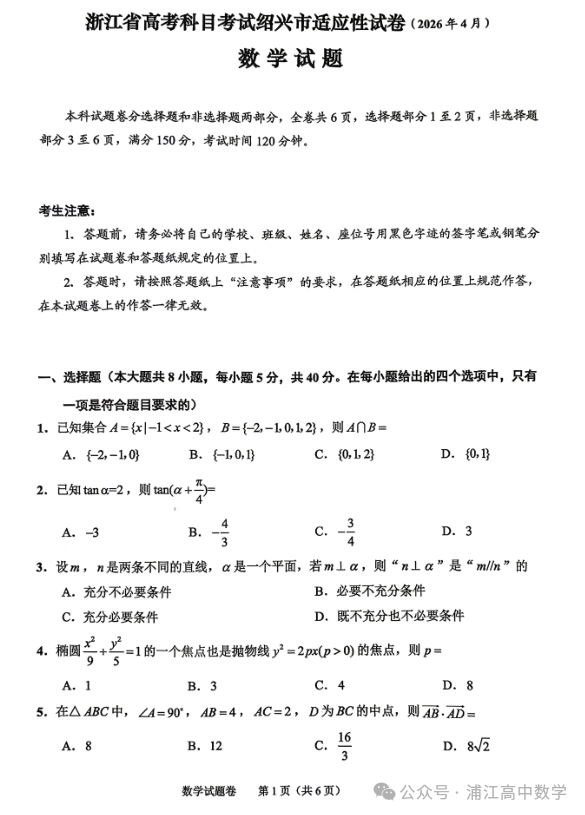 浙江省高考科目考试绍兴市适应性试卷（2026年4月）
数学试题
本科试题卷分选择题和非选择题两部分，全卷共6页，选择题部分1至2页，非选择题
部分3至6页，满分150分，考试时间120分钟。
考生注意：
1．答题前，请务必将自己的学校、班级、姓名、座位号用黑色字迹的签字笔或钢笔分
别填写在试题卷和答题纸规定的位置上。
2．答题时，请按照答题纸上“注意事项”的要求，在答题纸相应的位置上规范作答，
在本试题卷上的作答一律无效。
一、选择题（本大题共8小题，每小题5分，共40分。在每小题给出的四个选项中，只有
一项是符合题目要求的）
1．已知集合A={x|−1<x<2}，B={−2,−1,0,1,2}，则A∩B=
A．{−2,−1,0} B．{−1,0,1} C．{0,1,2} D．{0,1}
2．已知tanα=2，则tan(α+π/4)=
A．−3 B．−4/3 C．−3/4 D．3
3．设m，n是两条不同的直线，α是一个平面，若m⊥α，则“n⊥α”是“m//n”的
A．充分不必要条件 B．必要不充分条件
C．充分必要条件 D．既不充分也不必要条件
4．椭圆x²/9+y²/5=1的一个焦点也是抛物线y²=2px(p>0)的焦点，则p=
A．1 B．3 C．4 D．8
5．在△ABC中，∠A=90°，AB=4，AC=2，D为BC的中点，则AB·AD=
A．8 B．12 C．16/3 D．8√2
数学试题卷 第1页（共6页）
公众号·浦江高中数学